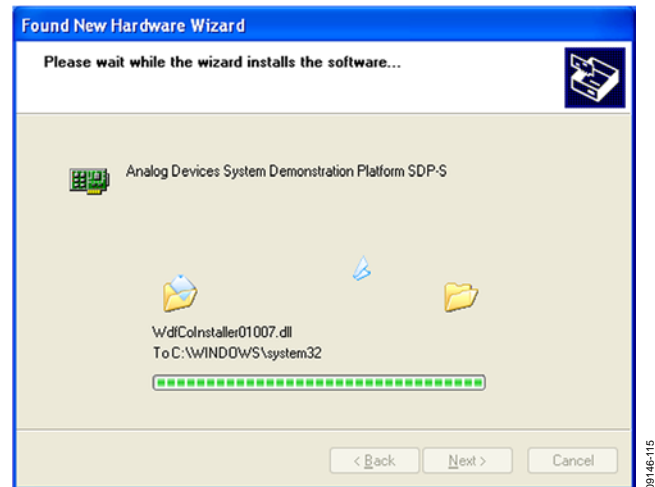 Found New Hardware Wizard
Please wait while the wizard installs the software...
Analog Devices System Demonstration Platform SDP-S
WdfCoInstaller01007.dll
To C:\WINDOWS\system32
< Back
Next >
Cancel
09146-115